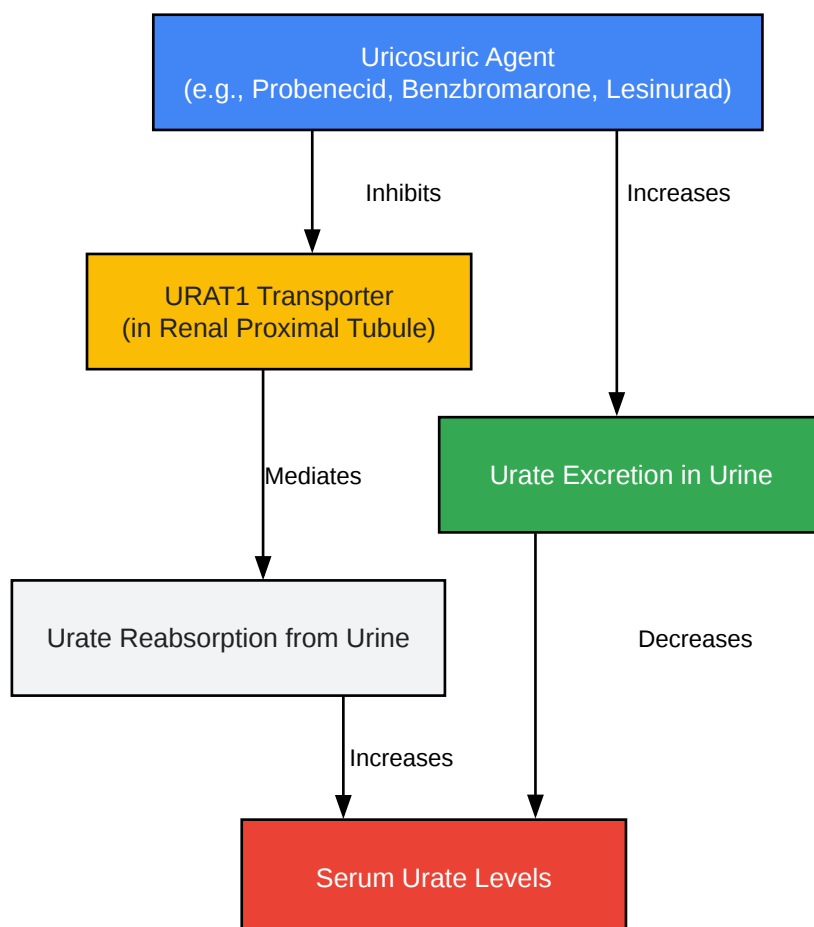 Uricosuric Agent
(e.g., Probenecid, Benzbromarone, Lesinurad)
Inhibits
Increases
URAT1 Transporter
(in Renal Proximal Tubule)
Mediates
Urate Excretion in Urine
Urate Reabsorption from Urine
Decreases
Increases
Serum Urate Levels